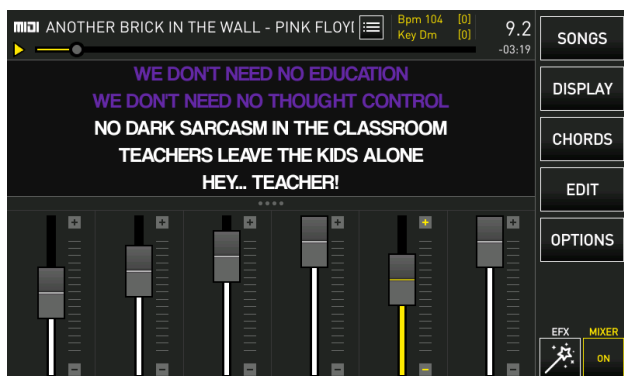 MIDI ANOTHER BRICK IN THE WALL - PINK FLOY
Bpm 104 [0]
Key Dm [0]
9.2
-03:19
WE DON'T NEED NO EDUCATION
WE DON'T NEED NO THOUGHT CONTROL
NO DARK SARCASM IN THE CLASSROOM
TEACHERS LEAVE THE KIDS ALONE
HEY... TEACHER!
SONGS
DISPLAY
CHORDS
EDIT
OPTIONS
EFX MIXER
ON